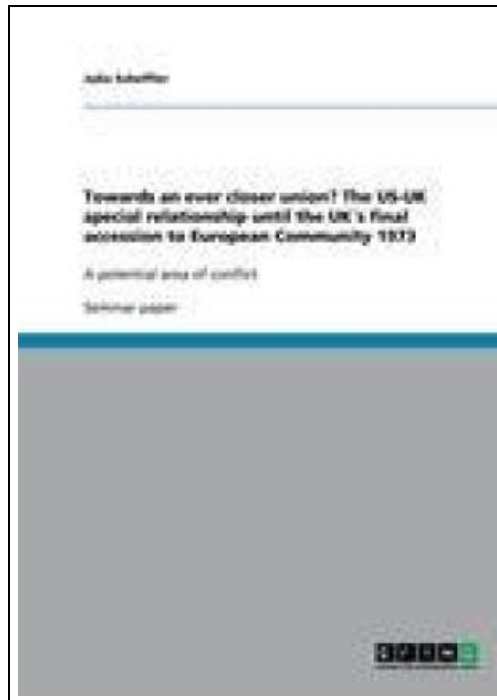 Julia Scheffler
Towards an ever closer union? The US-UK
special relationship until the UK´s final
accession to European Community 1973
A potential area of conflict
Seminar paper
GRIN